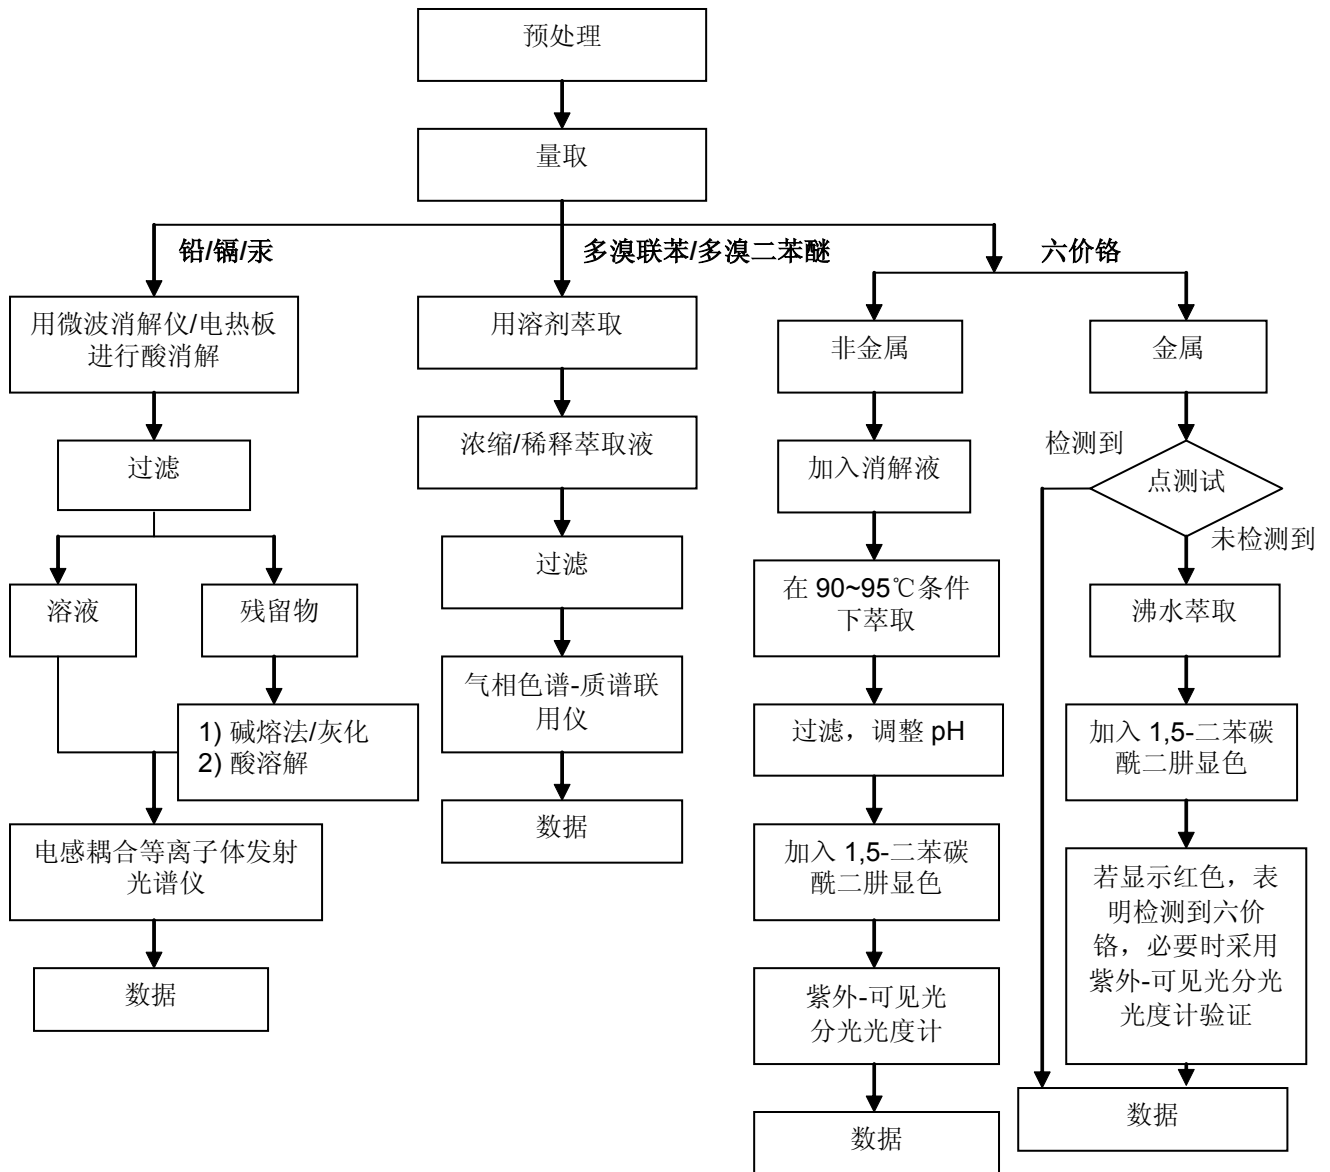 预处理
量取
铅/镉/汞
多溴联苯/多溴二苯醚
六价铬
用微波消解仪/电热板
进行酸消解
过滤
溶液
残留物
1) 碱熔法/灰化
2) 酸溶解
电感耦合等离子体发射
光谱仪
数据
用溶剂萃取
浓缩/稀释萃取液
过滤
气相色谱-质谱联
用仪
数据
非金属
加入消解液
在 90~95℃条件
下萃取
过滤，调整 pH
加入 1,5-二苯碳
酰二肼显色
紫外-可见光
分光光度计
数据
金属
检测到
点测试
未检测到
沸水萃取
加入 1,5-二苯碳
酰二肼显色
若显示红色，表
明检测到六价
铬，必要时采用
紫外-可见光分光
光度计验证
数据